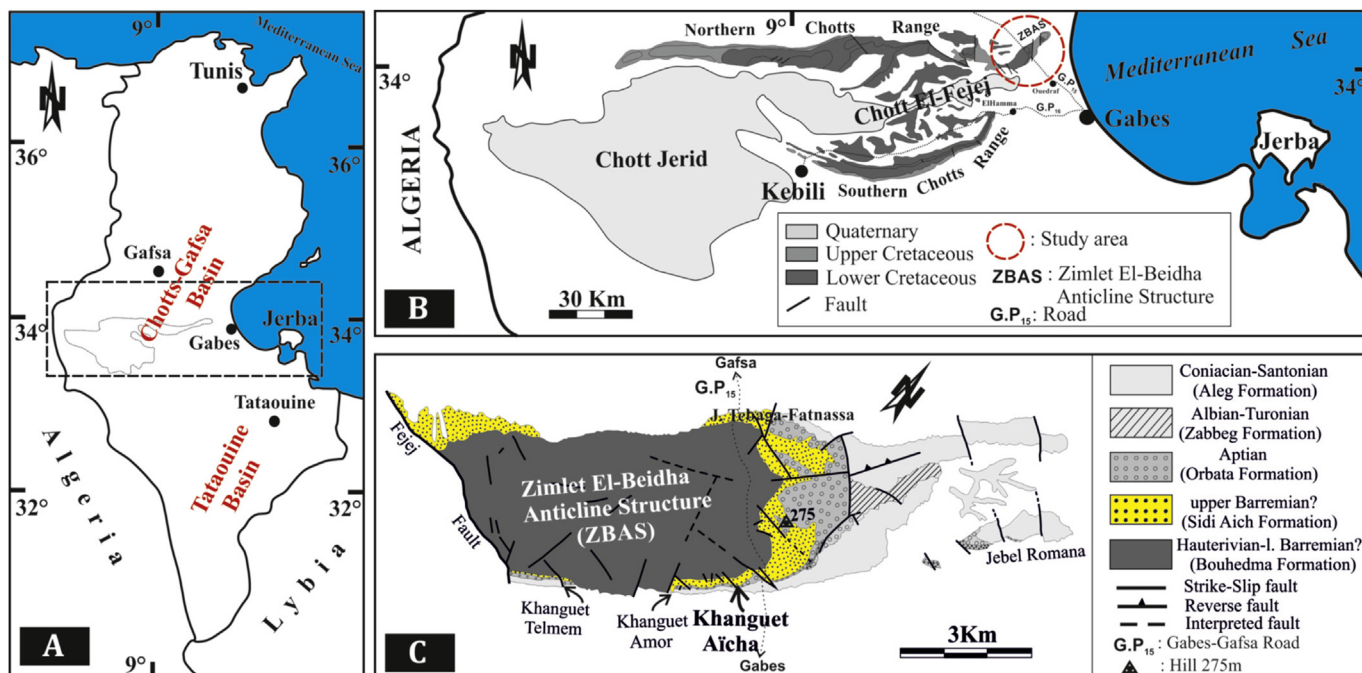 9°
Mediterranean Sea
Tunis
N
36°
36°
Gafsa
Chotts-Gafsa
Basin
34°
34°
Jerba
Gabes
Tataouine
Tataouine
Basin
32°
32°
Algeria
Lybia
A
9°
B
9°
Northern Chotts Range
ZBAS
N
34°
34°
Mediterranean Sea
G.P15
Ouedraf
Chott El-Fejej
ElHamma
G.P16
Gabes
Jerba
Chott Jerid
Kebili
Southern Chotts Range
ALGERIA
Quaternary
Upper Cretaceous
Lower Cretaceous
Fault
: Study area
ZBAS : Zimlet El-Beidha
Anticline Structure
G.P15: Road
30 Km
C
Gafsa
G.P15
J. Tebaga-Fatnassa
N
Fejej
Fault
Zimlet El-Beidha
Anticline Structure
(ZBAS)
275
Jebel Romana
Khanguet
Telmem
Khanguet
Amor
Khanguet
Aïcha
Gabes
3Km
Coniacian-Santonian
(Aleg Formation)
Albian-Turonian
(Zabbeg Formation)
Aptian
(Orbata Formation)
upper Barremian?
(Sidi Aich Formation)
Hauterivian-l. Barremian?
(Bouhedma Formation)
Strike-Slip fault
Reverse fault
Interpreted fault
G.P15 : Gabes-Gafsa Road
: Hill 275m